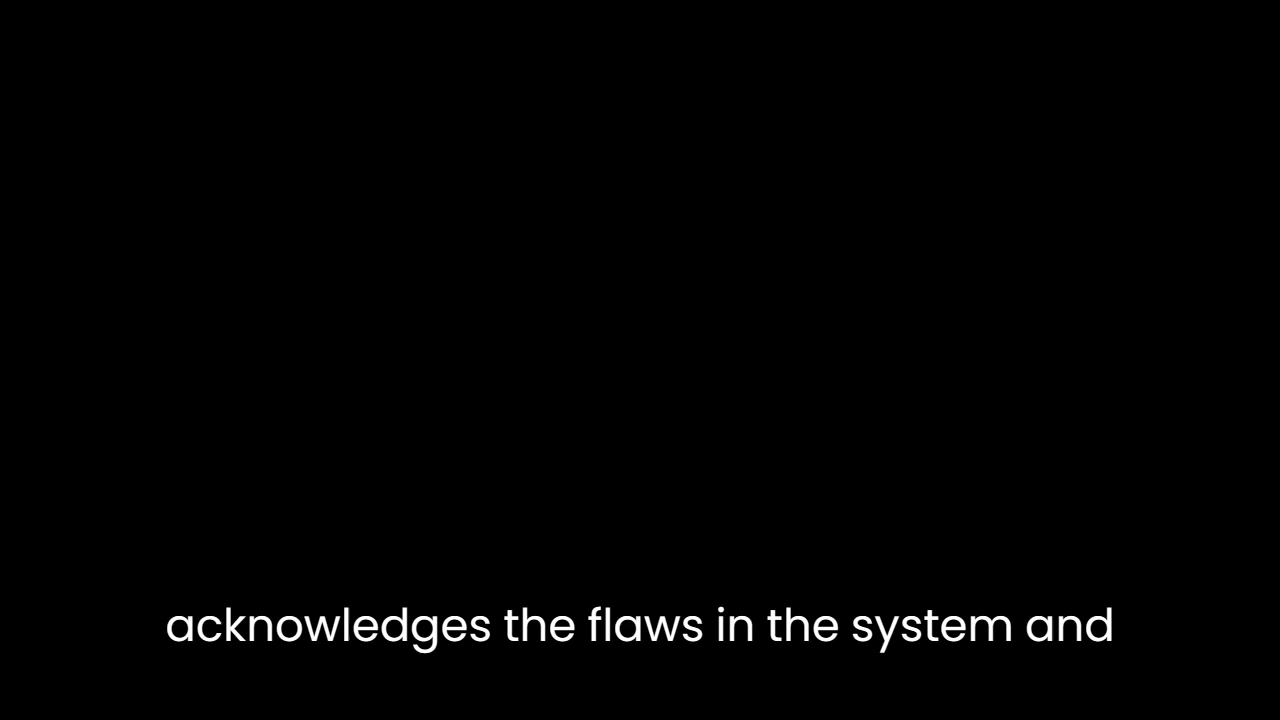 acknowledges the flaws in the system and